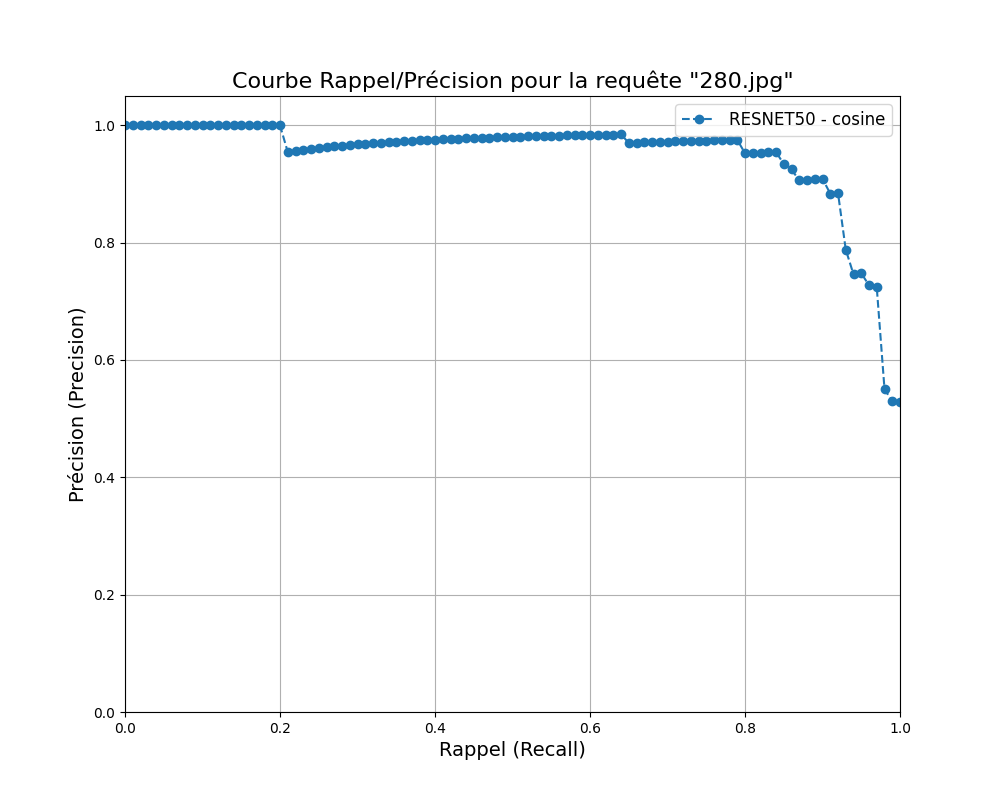 Courbe Rappel/Précision pour la requête "280.jpg"
RESNET50 - cosine
Précision (Precision)
1.0
0.8
0.6
0.4
0.2
0.0
0.0 0.2 0.4 0.6 0.8 1.0
Rappel (Recall)